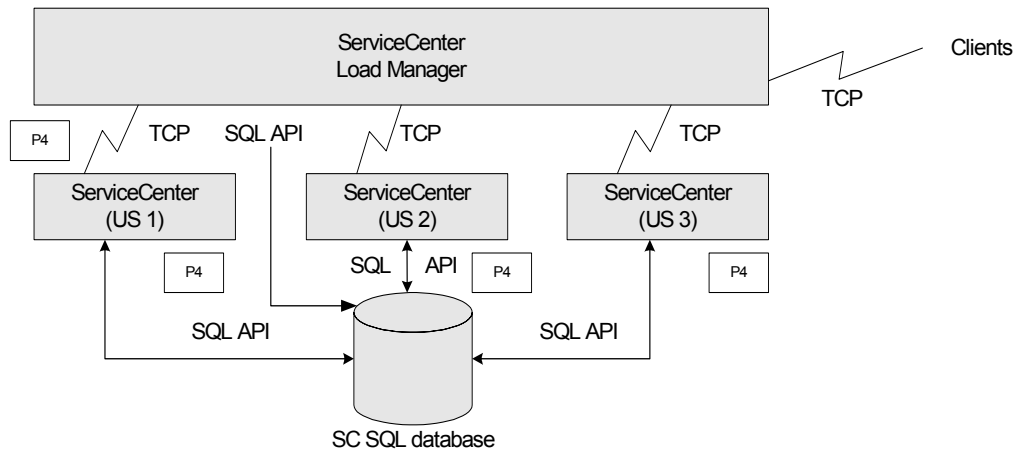 ServiceCenter
Load Manager
Clients
TCP
P4
TCP
SQL API
TCP
TCP
ServiceCenter
(US 1)
ServiceCenter
(US 2)
ServiceCenter
(US 3)
P4
SQL API
P4
P4
SQL API
SQL API
SC SQL database